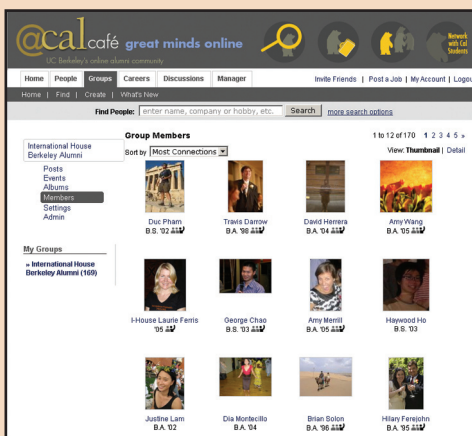 @cal café great minds online
UC Berkeley's online alumni community
Network with Cal Students
Home People Groups Careers Discussions Manager
Invite Friends | Post a Job | My Account | Logou
Home | Find | Create | What's New
Find People: enter name, company or hobby, etc. Search more search options
International House Berkeley Alumni
Posts
Events
Albums
Members
Settings
Admin
My Groups
» International House Berkeley Alumni (169)
Group Members
1 to 12 of 170 1 2 3 4 5 »
Sort by Most Connections
View: Thumbnail | Detail
Duc Pham
B.S. '02
Travis Darrow
B.A. '98
David Herrera
B.A. '04
Amy Wang
B.A. '05
I-House Laurie Ferris
'95
George Chao
B.S. '03
Amy Merrill
B.A. '05
Haywood Ho
B.S. '03
Justine Lam
B.A. '02
Dia Montecillo
B.A. '04
Brian Solon
B.A. '96
Hilary Ferejohn
B.A. '95